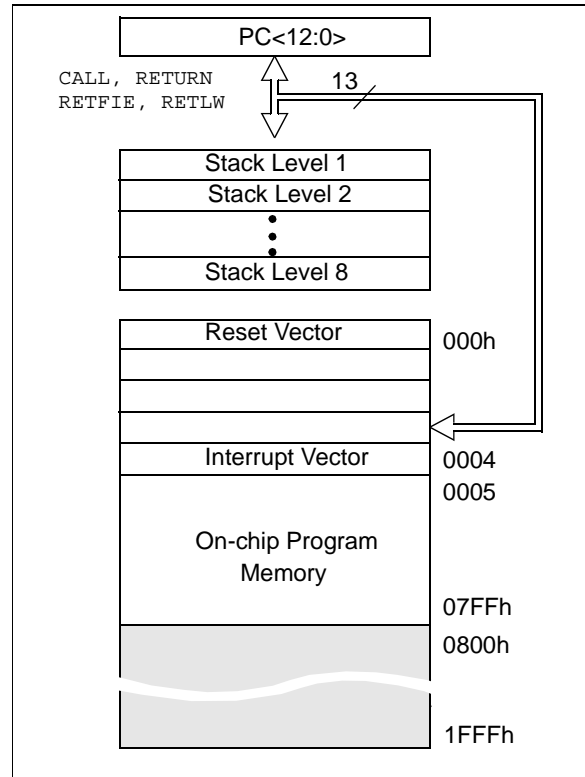 PC<12:0>
CALL, RETURN
RETFIE, RETLW
13
Stack Level 1
Stack Level 2
Stack Level 8
Reset Vector
000h
Interrupt Vector
0004
0005
On-chip Program
Memory
07FFh
0800h
1FFFh